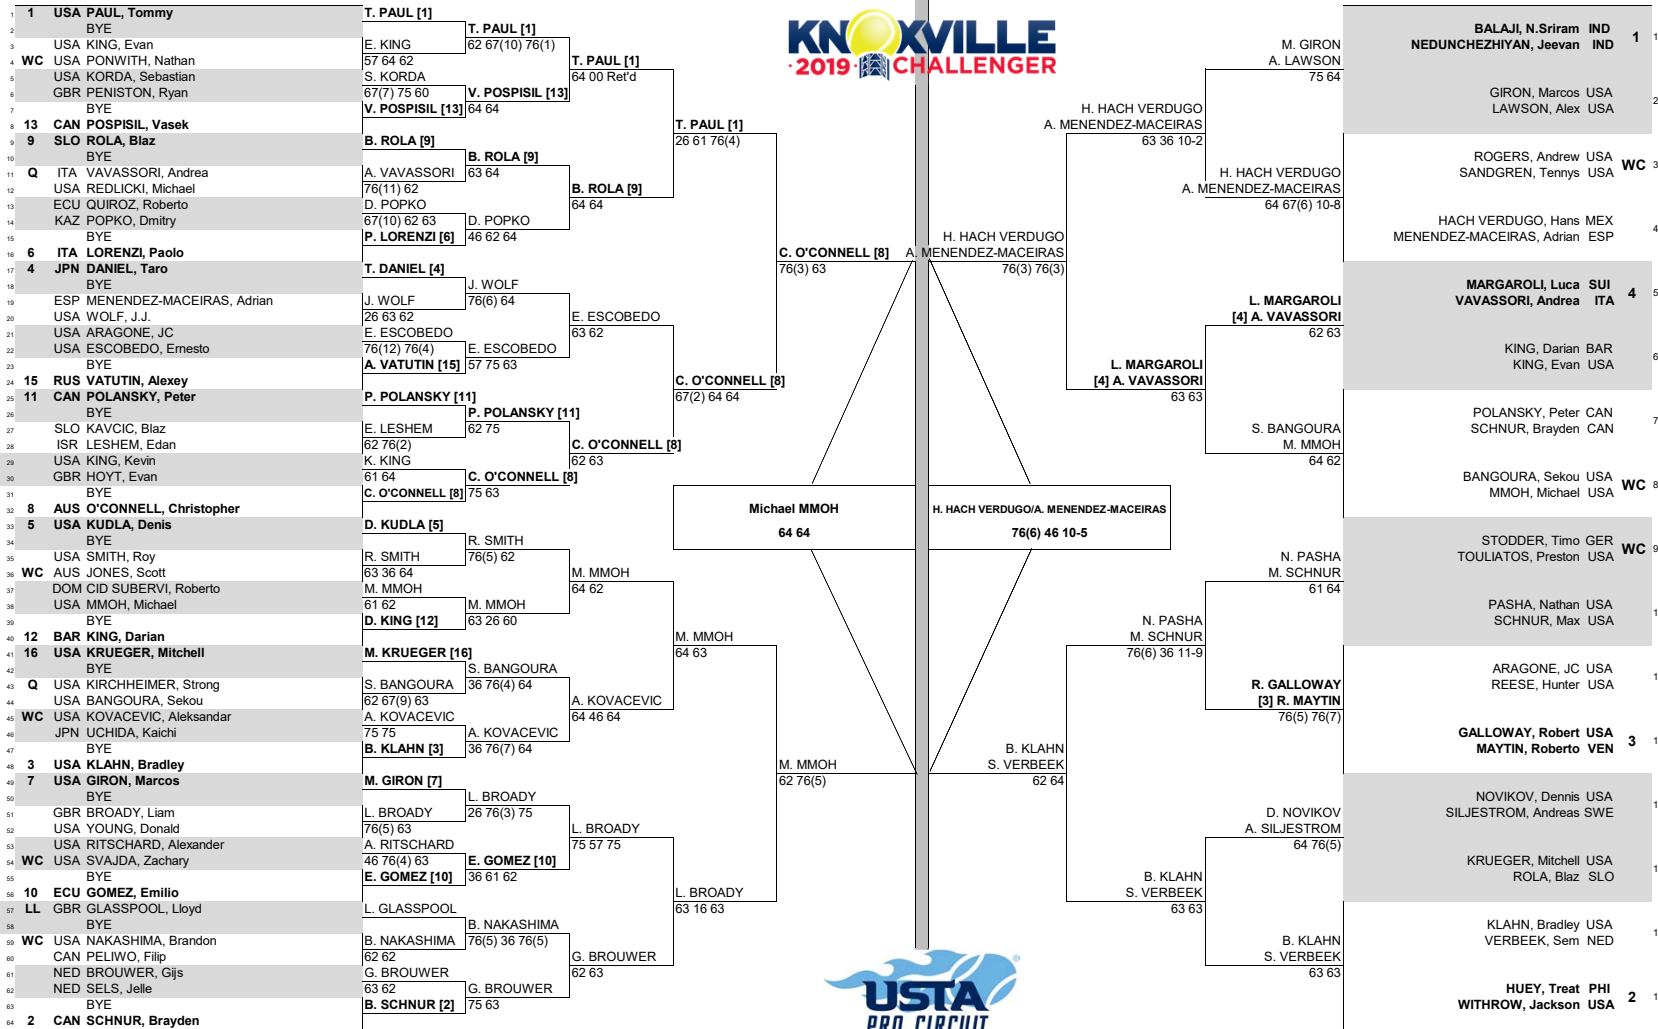 KNOXVILLE
·2019· CHALLENGER
1 1 USA PAUL, Tommy
2 BYE
3 USA KING, Evan
4 WC USA PONWITH, Nathan
5 USA KORDA, Sebastian
6 GBR PENISTON, Ryan
7 BYE
8 13 CAN POSPISIL, Vasek
9 9 SLO ROLA, Blaz
10 BYE
11 Q ITA VAVASSORI, Andrea
12 USA REDLICKI, Michael
13 ECU QUIROZ, Roberto
14 KAZ POPKO, Dmitry
15 BYE
16 6 ITA LORENZI, Paolo
17 4 JPN DANIEL, Taro
18 BYE
19 ESP MENENDEZ-MACEIRAS, Adrian
20 USA WOLF, J.J.
21 USA ARAGONE, JC
22 USA ESCOBEDO, Ernesto
23 BYE
24 15 RUS VATUTIN, Alexey
25 11 CAN POLANSKY, Peter
26 BYE
27 SLO KAVCIC, Blaz
28 ISR LESHEM, Edan
29 USA KING, Kevin
30 GBR HOYT, Evan
31 BYE
32 8 AUS O'CONNELL, Christopher
33 5 USA KUDLA, Denis
34 BYE
35 USA SMITH, Roy
36 WC AUS JONES, Scott
37 DOM CID SUBERVI, Roberto
38 USA MMOH, Michael
39 BYE
40 12 BAR KING, Darian
41 16 USA KRUEGER, Mitchell
42 BYE
43 Q USA KIRCHHEIMER, Strong
44 USA BANGOURA, Sekou
45 WC USA KOVACEVIC, Aleksandar
46 JPN UCHIDA, Kaichi
47 BYE
48 3 USA KLAHN, Bradley
49 7 USA GIRON, Marcos
50 BYE
51 GBR BROADY, Liam
52 USA YOUNG, Donald
53 USA RITSCHARD, Alexander
54 WC USA SVAJDA, Zachary
55 BYE
56 10 ECU GOMEZ, Emilio
57 LL GBR GLASSPOOL, Lloyd
58 BYE
59 WC USA NAKASHIMA, Brandon
60 CAN PELIWO, Filip
61 NED BROUWER, Gijs
62 NED SELS, Jelle
63 BYE
64 2 CAN SCHNUR, Brayden
T. PAUL [1]
E. KING
57 64 62
S. KORDA
67(7) 75 60
V. POSPISIL [13]
B. ROLA [9]
A. VAVASSORI
76(11) 62
D. POPKO
67(10) 62 63
P. LORENZI [6]
T. DANIEL [4]
J. WOLF
26 63 62
E. ESCOBEDO
76(12) 76(4)
A. VATUTIN [15]
P. POLANSKY [11]
E. LESHEM
62 76(2)
K. KING
61 64
C. O'CONNELL [8]
D. KUDLA [5]
R. SMITH
63 36 64
M. MMOH
61 62
D. KING [12]
M. KRUEGER [16]
S. BANGOURA
62 67(9) 63
A. KOVACEVIC
75 75
B. KLAHN [3]
M. GIRON [7]
L. BROADY
76(5) 63
A. RITSCHARD
46 76(4) 63
E. GOMEZ [10]
L. GLASSPOOL
B. NAKASHIMA
62 62
G. BROUWER
63 62
B. SCHNUR [2]
T. PAUL [1]
62 67(10) 76(1)
V. POSPISIL [13]
64 64
B. ROLA [9]
63 64
D. POPKO
46 62 64
J. WOLF
76(6) 64
E. ESCOBEDO
57 75 63
P. POLANSKY [11]
62 75
C. O'CONNELL [8]
75 63
R. SMITH
76(5) 62
M. MMOH
63 26 60
S. BANGOURA
36 76(4) 64
A. KOVACEVIC
36 76(7) 64
L. BROADY
26 76(3) 75
E. GOMEZ [10]
36 61 62
B. NAKASHIMA
76(5) 36 76(5)
G. BROUWER
75 63
T. PAUL [1]
64 00 Ret'd
B. ROLA [9]
64 64
E. ESCOBEDO
63 62
C. O'CONNELL [8]
62 63
M. MMOH
64 62
A. KOVACEVIC
64 46 64
L. BROADY
75 57 75
G. BROUWER
62 63
T. PAUL [1]
26 61 76(4)
C. O'CONNELL [8]
67(2) 64 64
M. MMOH
64 63
L. BROADY
63 16 63
C. O'CONNELL [8]
76(3) 63
M. MMOH
62 76(5)
Michael MMOH
64 64
H. HACH VERDUGO/A. MENENDEZ-MACEIRAS
76(6) 46 10-5
H. HACH VERDUGO
A. MENENDEZ-MACEIRAS
76(3) 76(3)
B. KLAHN
S. VERBEEK
62 64
H. HACH VERDUGO
A. MENENDEZ-MACEIRAS
63 36 10-2
L. MARGAROLI
[4] A. VAVASSORI
63 63
N. PASHA
M. SCHNUR
76(6) 36 11-9
B. KLAHN
S. VERBEEK
63 63
M. GIRON
A. LAWSON
75 64
H. HACH VERDUGO
A. MENENDEZ-MACEIRAS
64 67(6) 10-8
L. MARGAROLI
[4] A. VAVASSORI
62 63
S. BANGOURA
M. MMOH
64 62
N. PASHA
M. SCHNUR
61 64
R. GALLOWAY
[3] R. MAYTIN
76(5) 76(7)
D. NOVIKOV
A. SILJESTROM
64 76(5)
B. KLAHN
S. VERBEEK
63 63
BALAJI, N.Sriram IND
NEDUNCHEZHIYAN, Jeevan IND 1 1
GIRON, Marcos USA
LAWSON, Alex USA 2
ROGERS, Andrew USA
SANDGREN, Tennys USA WC 3
HACH VERDUGO, Hans MEX
MENENDEZ-MACEIRAS, Adrian ESP 4
MARGAROLI, Luca SUI
VAVASSORI, Andrea ITA 4 5
KING, Darian BAR
KING, Evan USA 6
POLANSKY, Peter CAN
SCHNUR, Brayden CAN 7
BANGOURA, Sekou USA
MMOH, Michael USA WC 8
STODDER, Timo GER
TOULIATOS, Preston USA WC 9
PASHA, Nathan USA
SCHNUR, Max USA 1
ARAGONE, JC USA
REESE, Hunter USA 1
GALLOWAY, Robert USA
MAYTIN, Roberto VEN 3 1
NOVIKOV, Dennis USA
SILJESTROM, Andreas SWE 1
KRUEGER, Mitchell USA
ROLA, Blaz SLO 1
KLAHN, Bradley USA
VERBEEK, Sem NED 1
HUEY, Treat PHI
WITHROW, Jackson USA 2 1
USTA
PRO CIRCUIT